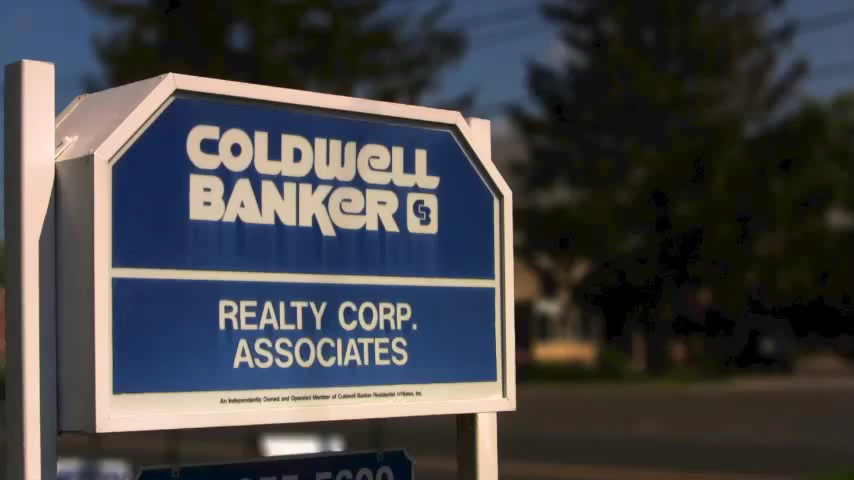 COLDWELL
BANKER CB
REALTY CORP.
ASSOCIATES
An Independently Owned and Operated Member of Coldwell Banker Residential Affiliates, Inc.